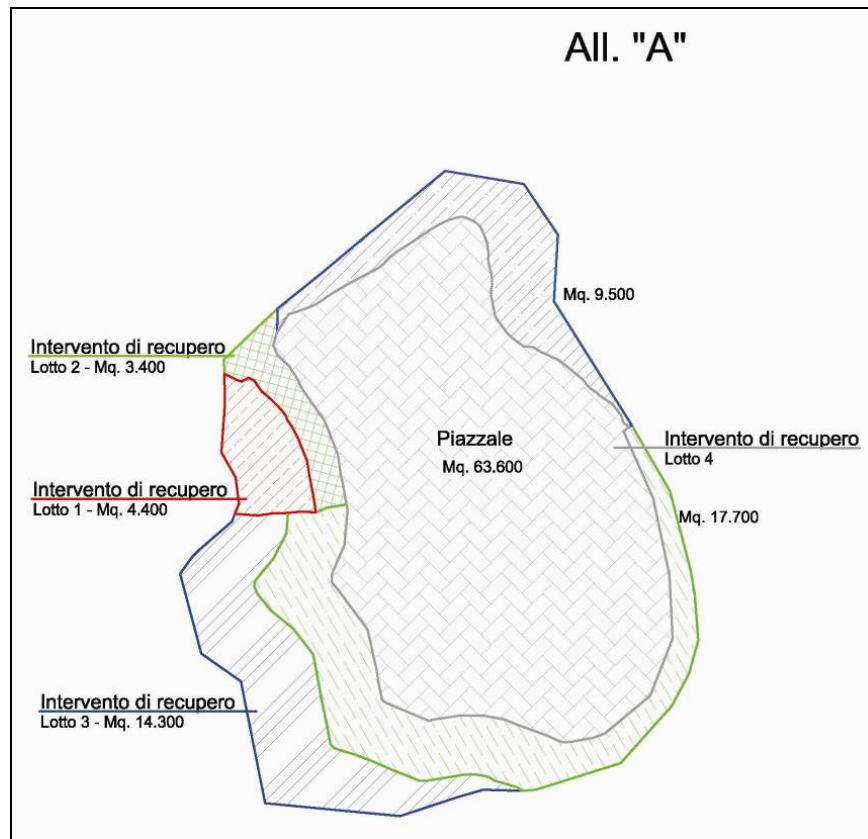 All. "A"
Mq. 9.500
Intervento di recupero
Lotto 2 - Mq. 3.400
Piazzale
Mq. 63.600
Intervento di recupero
Lotto 4
Intervento di recupero
Lotto 1 - Mq. 4.400
Mq. 17.700
Intervento di recupero
Lotto 3 - Mq. 14.300